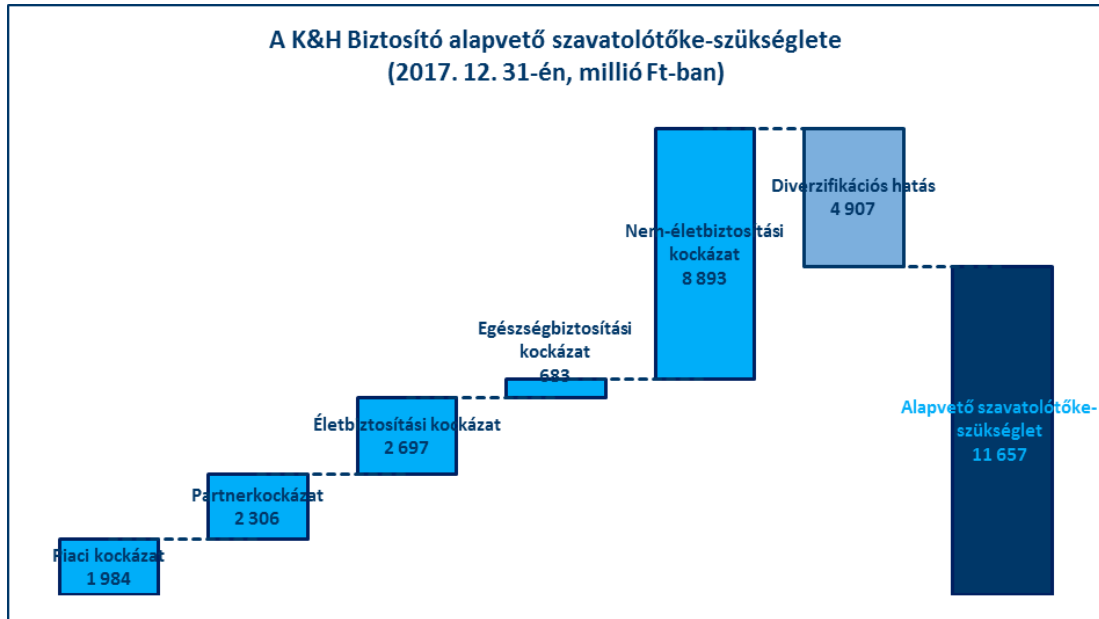 A K&H Biztosító alapvető szavatolótőke-szükséglete
(2017. 12. 31-én, millió Ft-ban)
Diverzifikációs hatás
4 907
Nem-életbiztosítási
kockázat
8 893
Egészségbiztosítási
kockázat
683
Alapvető szavatolótőke-
szükséglet
11 657
Életbiztosítási kockázat
2 697
Partnerkockázat
2 306
Piaci kockázat
1 984